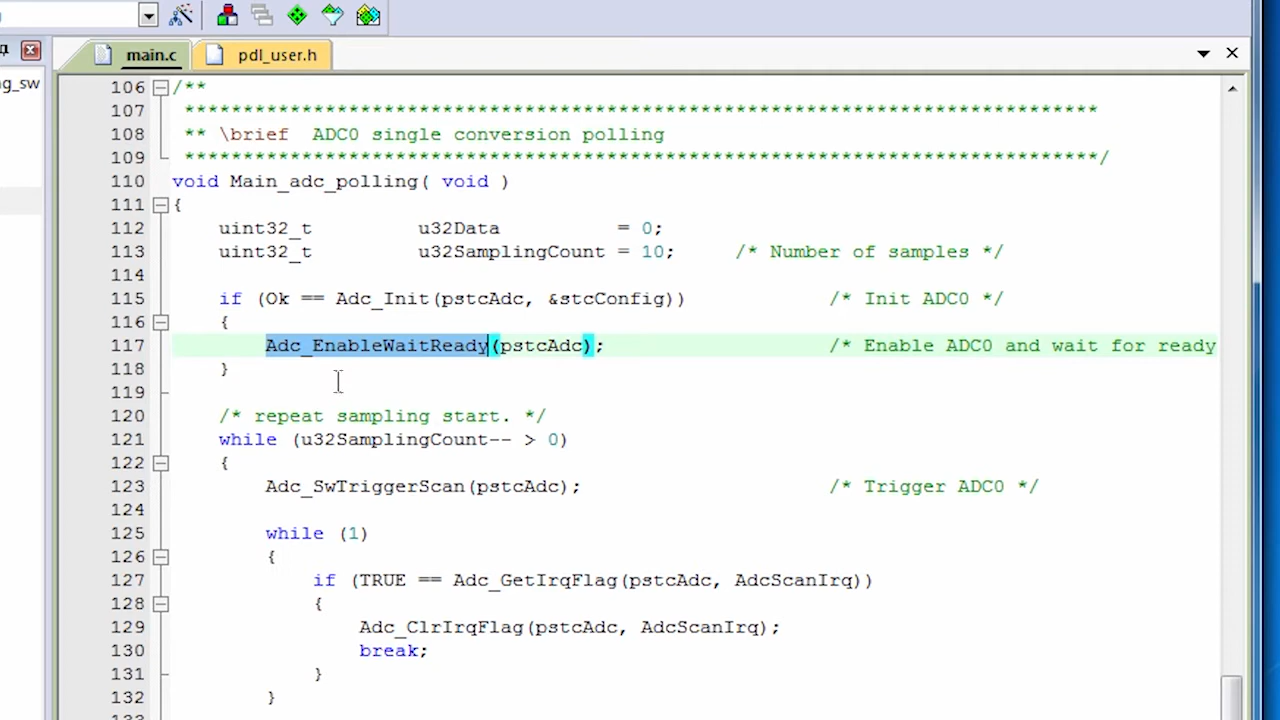 main.c pdl_user.h
ng_sw
106 /**
107 ******************************************************************************
108 ** \brief  ADC0 single conversion polling
109 ******************************************************************************/
110 void Main_adc_polling( void )
111 {
112     uint32_t         u32Data          = 0;
113     uint32_t         u32SamplingCount = 10;     /* Number of samples */
114
115     if (Ok == Adc_Init(pstcAdc, &stcConfig))            /* Init ADC0 */
116     {
117         Adc_EnableWaitReady(pstcAdc);                   /* Enable ADC0 and wait for ready
118     }
119
120     /* repeat sampling start. */
121     while (u32SamplingCount-- > 0)
122     {
123         Adc_SwTriggerScan(pstcAdc);                     /* Trigger ADC0 */
124
125         while (1)
126         {
127             if (TRUE == Adc_GetIrqFlag(pstcAdc, AdcScanIrq))
128             {
129                 Adc_ClrIrqFlag(pstcAdc, AdcScanIrq);
130                 break;
131             }
132         }